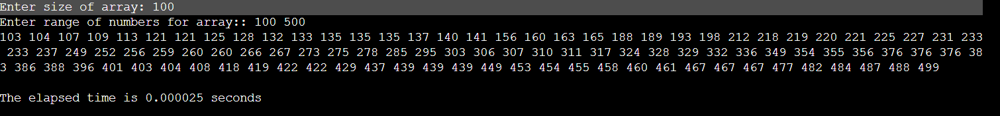 Enter size of array: 100
Enter range of numbers for array:: 100 500
103 104 107 109 113 121 121 125 128 132 133 135 135 135 137 140 141 156 160 163 165 188 189 193 198 212 218 219 220 221 225 227 231 233
233 237 249 252 256 259 260 260 266 267 273 275 278 285 295 303 306 307 310 311 317 324 328 329 332 336 349 354 355 356 376 376 376 38
3 386 388 396 401 403 404 408 418 419 422 422 429 437 439 439 439 449 453 454 455 458 460 461 467 467 467 477 482 484 487 488 499
The elapsed time is 0.000025 seconds